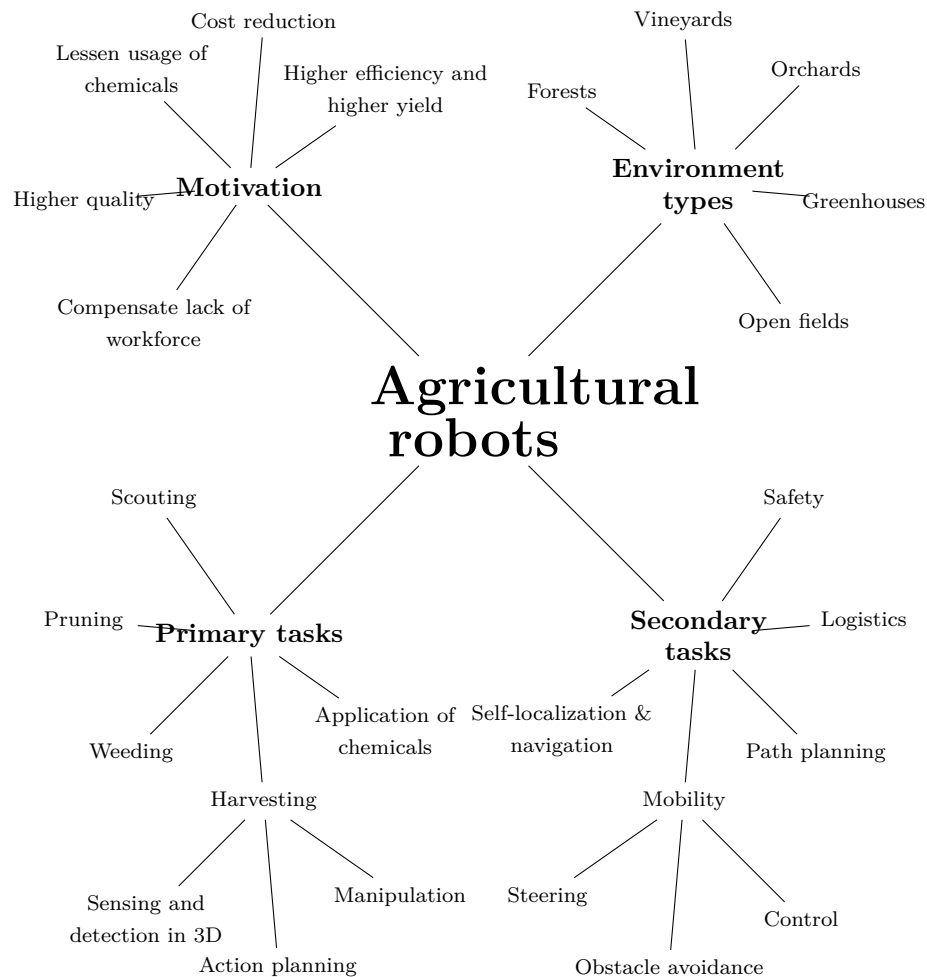 Cost reduction
Lessen usage of
chemicals
Higher efficiency and
higher yield
Motivation
Higher quality
Compensate lack of
workforce
Vineyards
Orchards
Forests
Environment
types
Greenhouses
Open fields
Agricultural
robots
Scouting
Pruning
Primary tasks
Weeding
Application of
chemicals
Harvesting
Sensing and
detection in 3D
Manipulation
Action planning
Safety
Secondary
tasks
Logistics
Self-localization &
navigation
Path planning
Mobility
Steering
Control
Obstacle avoidance